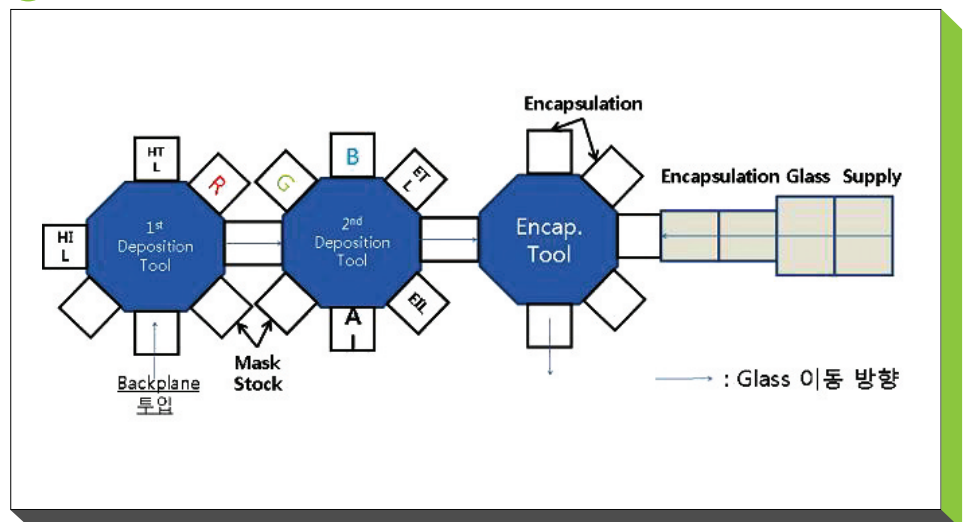 Encapsulation
HT
L
R
G
B
ET
L
Encapsulation Glass Supply
HI
L
1st
Deposition
Tool
2nd
Deposition
Tool
Encap.
Tool
EIL
A
l
Mask
Stock
Backplane
투입
: Glass 이동 방향